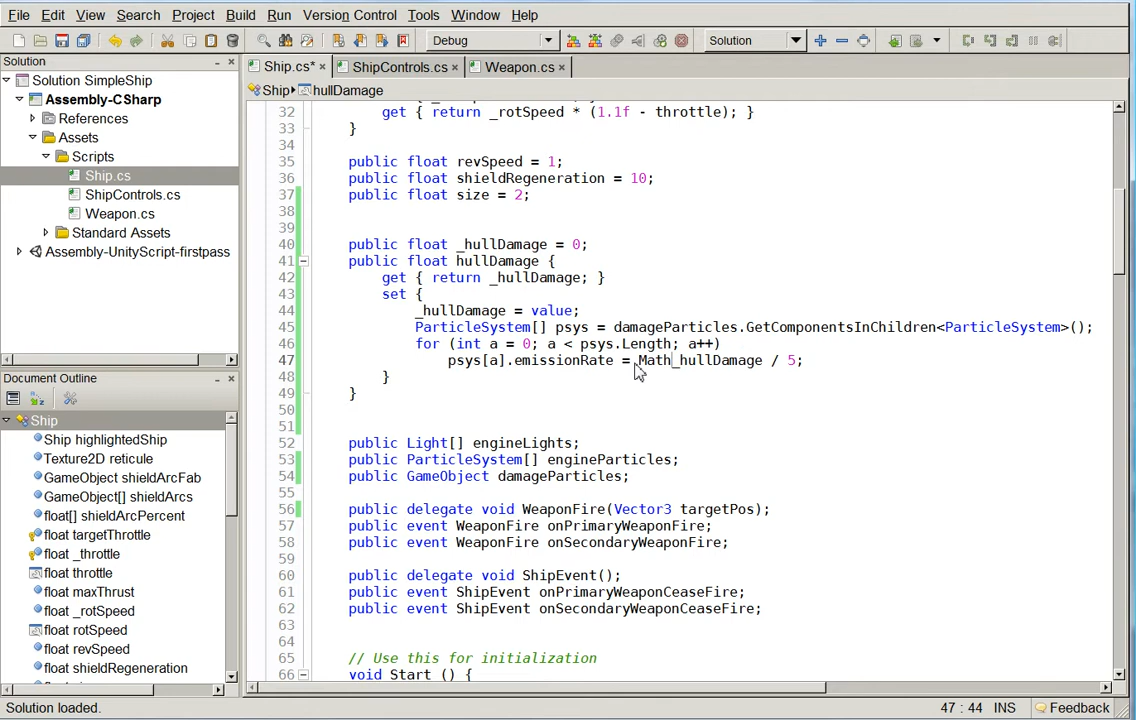 File Edit View Search Project Build Run Version Control Tools Window Help
Debug Solution
Solution
Solution SimpleShip
Assembly-CSharp
References
Assets
Scripts
Ship.cs
ShipControls.cs
Weapon.cs
Standard Assets
Assembly-UnityScript-firstpass
Document Outline
Ship
Ship highlightedShip
Texture2D reticule
GameObject shieldArcFab
GameObject[] shieldArcs
float[] shieldArcPercent
float targetThrottle
float _throttle
float throttle
float maxThrust
float _rotSpeed
float rotSpeed
float revSpeed
float shieldRegeneration
Ship.cs* × ShipControls.cs × Weapon.cs ×
Ship hullDamage
32 get { return _rotSpeed * (1.1f - throttle); }
33 }
34
35 public float revSpeed = 1;
36 public float shieldRegeneration = 10;
37 public float size = 2;
38
39
40 public float _hullDamage = 0;
41 public float hullDamage {
42 get { return _hullDamage; }
43 set {
44 _hullDamage = value;
45 ParticleSystem[] psys = damageParticles.GetComponentsInChildren<ParticleSystem>();
46 for (int a = 0; a < psys.Length; a++)
47 psys[a].emissionRate = Math_hullDamage / 5;
48 }
49 }
50
51
52 public Light[] engineLights;
53 public ParticleSystem[] engineParticles;
54 public GameObject damageParticles;
55
56 public delegate void WeaponFire(Vector3 targetPos);
57 public event WeaponFire onPrimaryWeaponFire;
58 public event WeaponFire onSecondaryWeaponFire;
59
60 public delegate void ShipEvent();
61 public event ShipEvent onPrimaryWeaponCeaseFire;
62 public event ShipEvent onSecondaryWeaponCeaseFire;
63
64
65 // Use this for initialization
66 void Start () {
Solution loaded. 47 : 44 INS Feedback